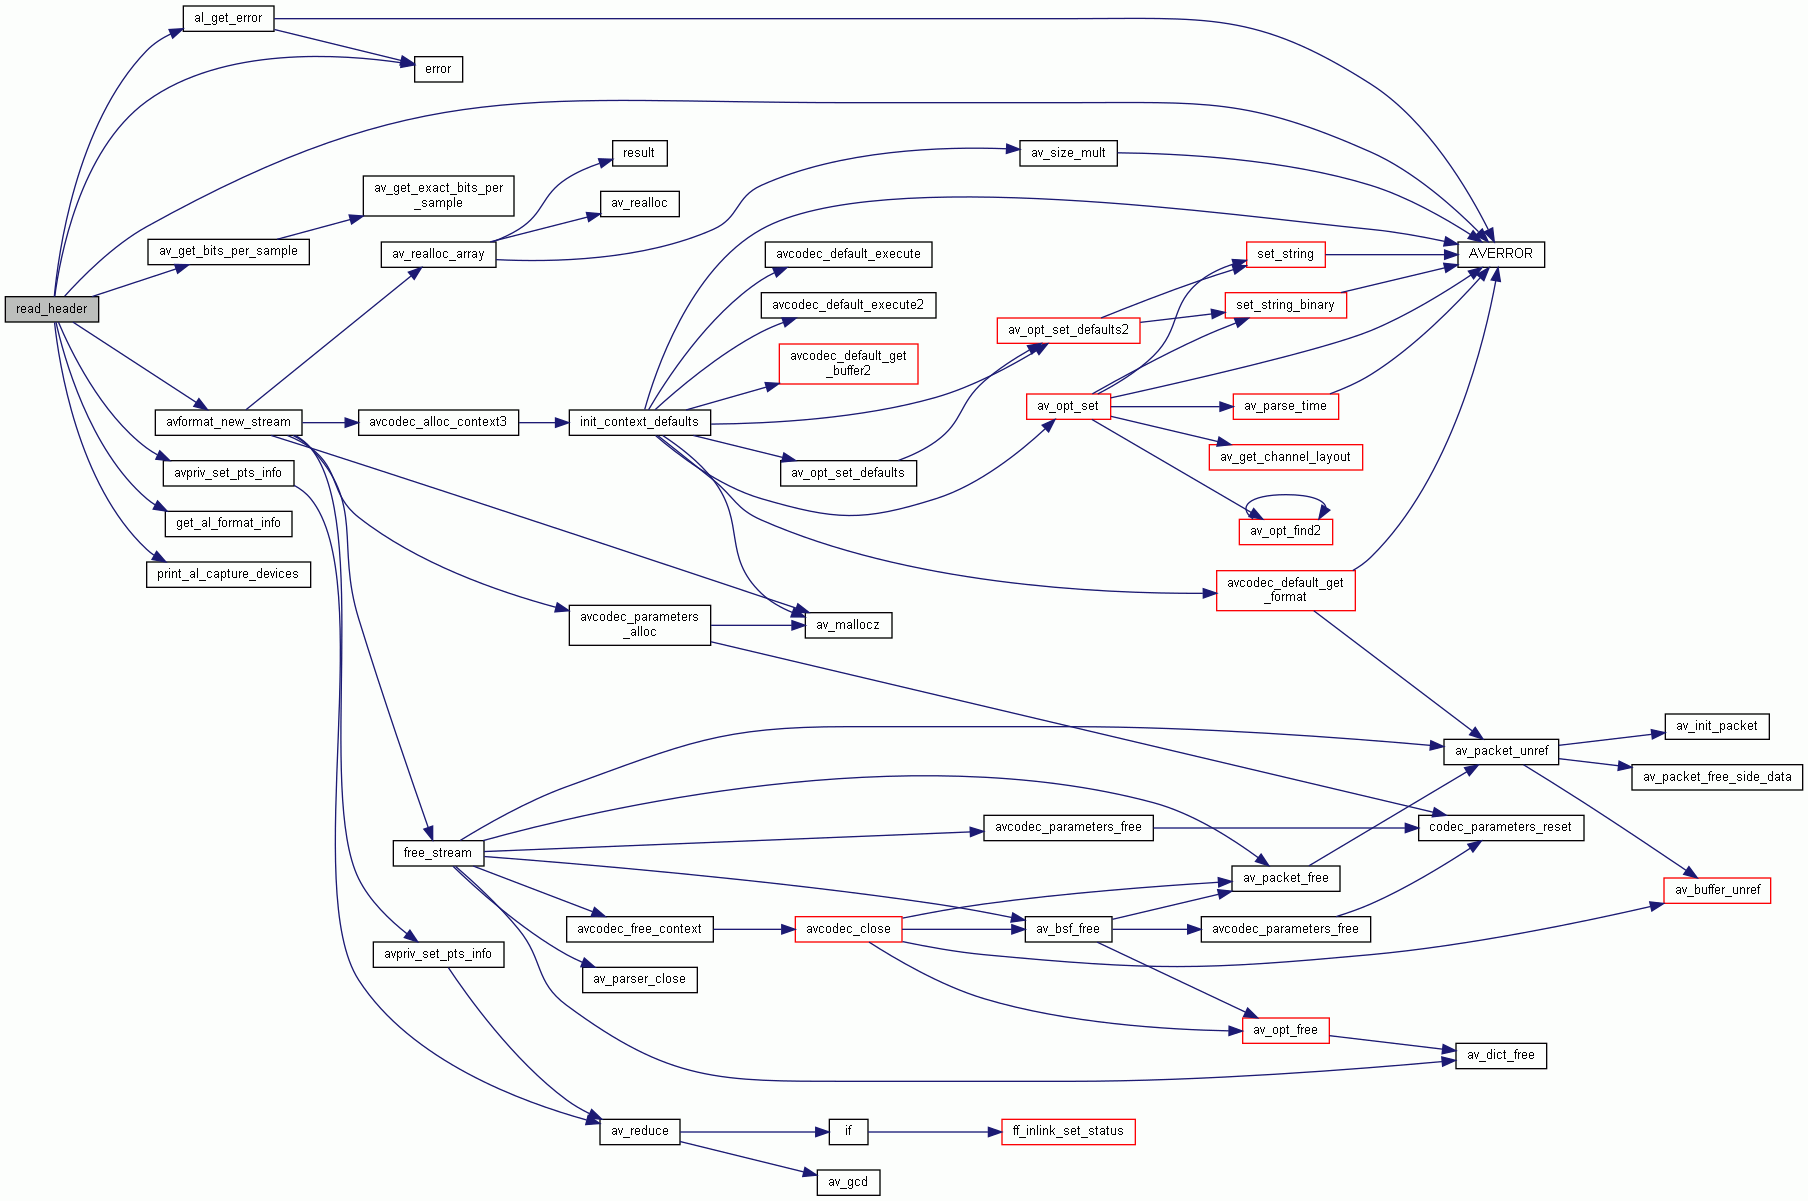 al_get_error
error
result
av_size_mult
av_get_exact_bits_per
_sample
av_realloc
av_get_bits_per_sample
av_realloc_array
avcodec_default_execute
set_string
AVERROR
read_header
avcodec_default_execute2
set_string_binary
av_opt_set_defaults2
avcodec_default_get
_buffer2
av_opt_set
av_parse_time
avformat_new_stream
avcodec_alloc_context3
init_context_defaults
av_get_channel_layout
avpriv_set_pts_info
av_opt_set_defaults
get_al_format_info
av_opt_find2
print_al_capture_devices
avcodec_default_get
_format
avcodec_parameters
_alloc
av_mallocz
av_init_packet
av_packet_unref
av_packet_free_side_data
avcodec_parameters_free
codec_parameters_reset
free_stream
av_packet_free
av_buffer_unref
avcodec_free_context
avcodec_close
av_bsf_free
avcodec_parameters_free
avpriv_set_pts_info
av_parser_close
av_opt_free
av_dict_free
av_reduce
if
ff_inlink_set_status
av_gcd